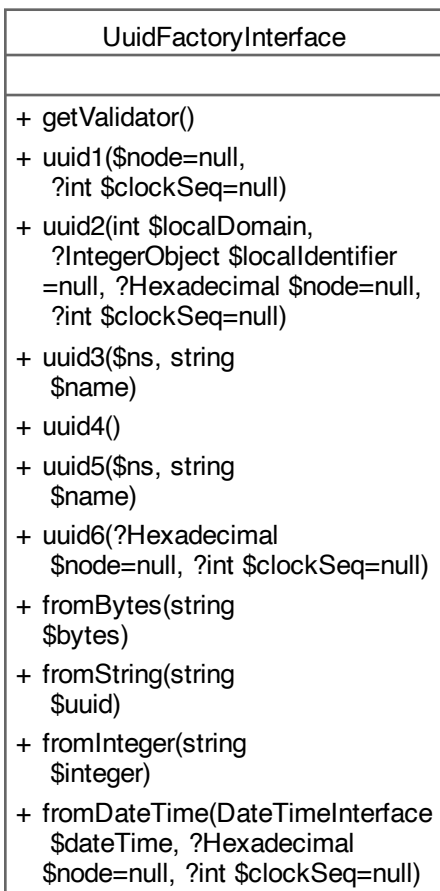 UuidFactoryInterface
+ getValidator()
+ uuid1($node=null,
?int $clockSeq=null)
+ uuid2(int $localDomain,
?IntegerObject $localIdentifier
=null, ?Hexadecimal $node=null,
?int $clockSeq=null)
+ uuid3($ns, string
$name)
+ uuid4()
+ uuid5($ns, string
$name)
+ uuid6(?Hexadecimal
$node=null, ?int $clockSeq=null)
+ fromBytes(string
$bytes)
+ fromString(string
$uuid)
+ fromInteger(string
$integer)
+ fromDateTime(DateTimeInterface
$dateTime, ?Hexadecimal
$node=null, ?int $clockSeq=null)